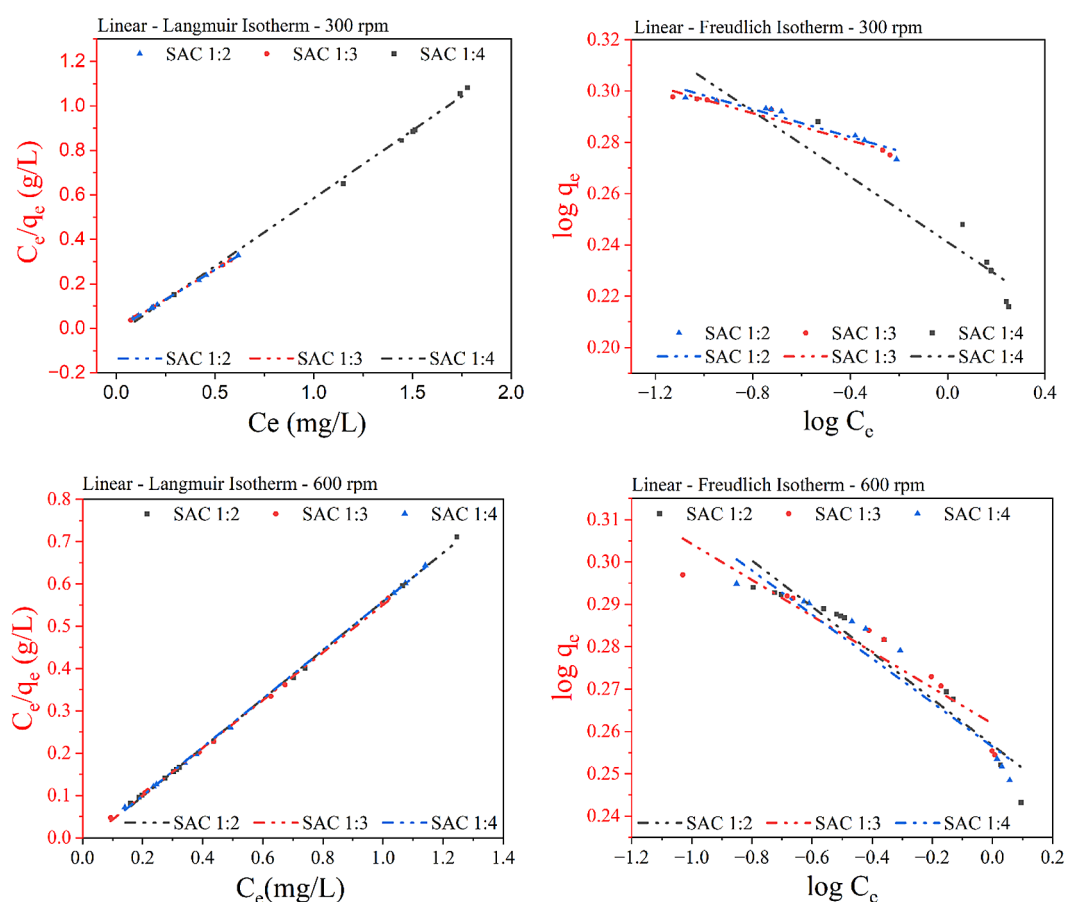 Linear - Langmuir Isotherm - 300 rpm
SAC 1:2 SAC 1:3 SAC 1:4
1.2
1.0
0.8
0.6
0.4
0.2
0.0
−0.2
Ce/qe (g/L)
SAC 1:2 SAC 1:3 SAC 1:4
0.0 0.5 1.0 1.5 2.0
Ce (mg/L)
Linear - Freudlich Isotherm - 300 rpm
0.32
0.30
0.28
0.26
0.24
0.22
0.20
log qe
SAC 1:2 SAC 1:3 SAC 1:4
SAC 1:2 SAC 1:3 SAC 1:4
−1.2 −0.8 −0.4 0.0 0.4
log Ce
Linear - Langmuir Isotherm - 600 rpm
SAC 1:2 SAC 1:3 SAC 1:4
0.8
0.7
0.6
0.5
0.4
0.3
0.2
0.1
0.0
Ce/qe (g/L)
SAC 1:2 SAC 1:3 SAC 1:4
0.0 0.2 0.4 0.6 0.8 1.0 1.2 1.4
Ce(mg/L)
Linear - Freudlich Isotherm - 600 rpm
SAC 1:2 SAC 1:3 SAC 1:4
0.31
0.30
0.29
0.28
0.27
0.26
0.25
0.24
log qe
SAC 1:2 SAC 1:3 SAC 1:4
−1.2 −1.0 −0.8 −0.6 −0.4 −0.2 0.0 0.2
log Ce